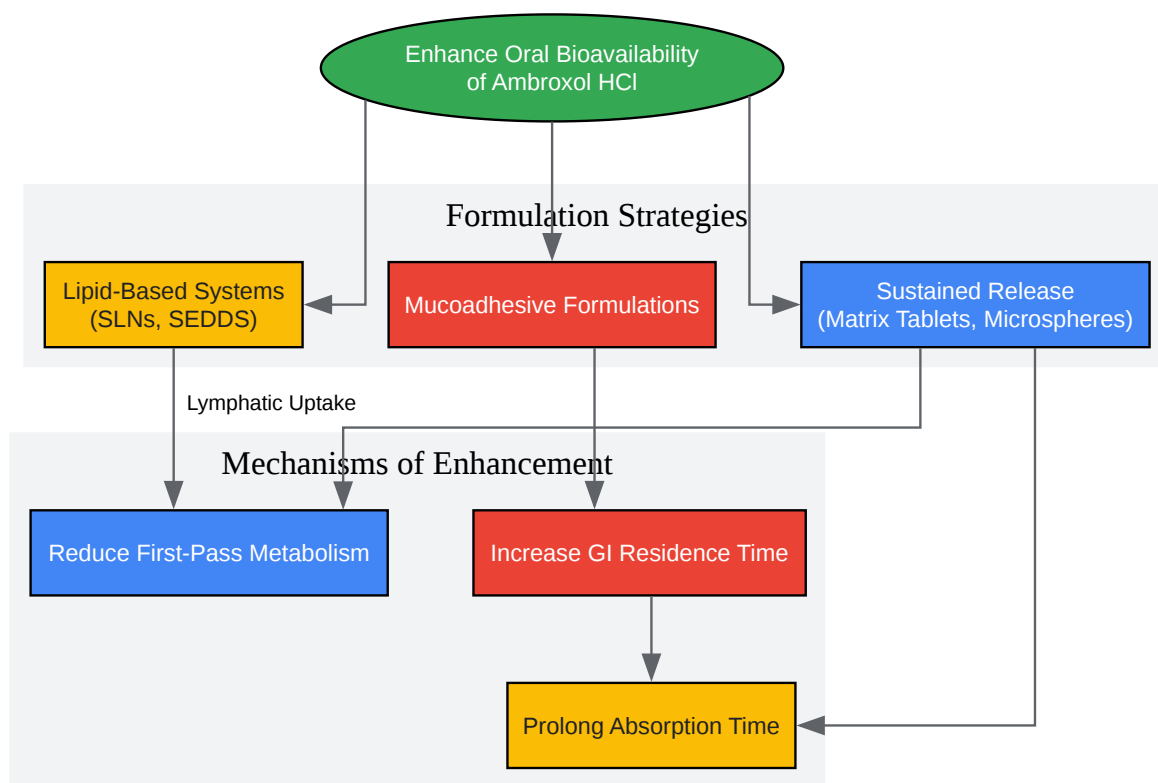 Enhance Oral Bioavailability
of Ambroxol HCl
Formulation Strategies
Lipid-Based Systems
(SLNs, SEDDS)
Mucoadhesive Formulations
Sustained Release
(Matrix Tablets, Microspheres)
Lymphatic Uptake
Mechanisms of Enhancement
Reduce First-Pass Metabolism
Increase GI Residence Time
Prolong Absorption Time